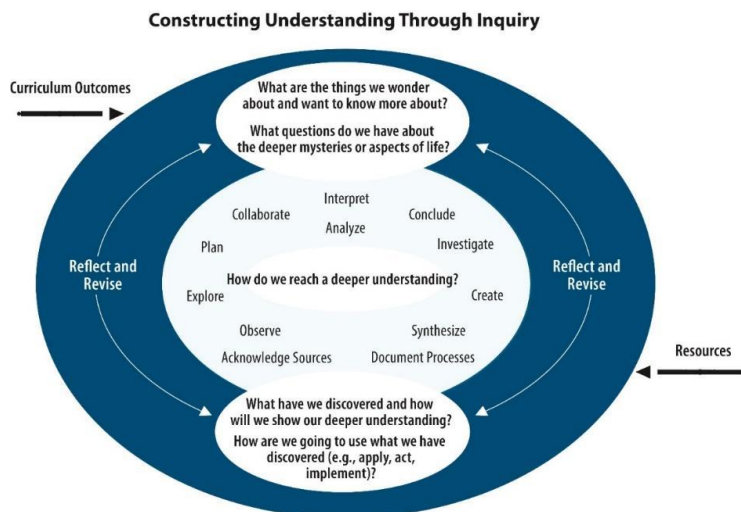 Constructing Understanding Through Inquiry
Curriculum Outcomes
What are the things we wonder
about and want to know more about?
What questions do we have about
the deeper mysteries or aspects of life?
Interpret
Collaborate
Conclude
Analyze
Plan
Investigate
Reflect and
Revise
How do we reach a deeper understanding?
Reflect and
Revise
Explore
Create
Observe
Synthesize
Acknowledge Sources
Document Processes
Resources
What have we discovered and how
will we show our deeper understanding?
How are we going to use what we have
discovered (e.g., apply, act,
implement)?